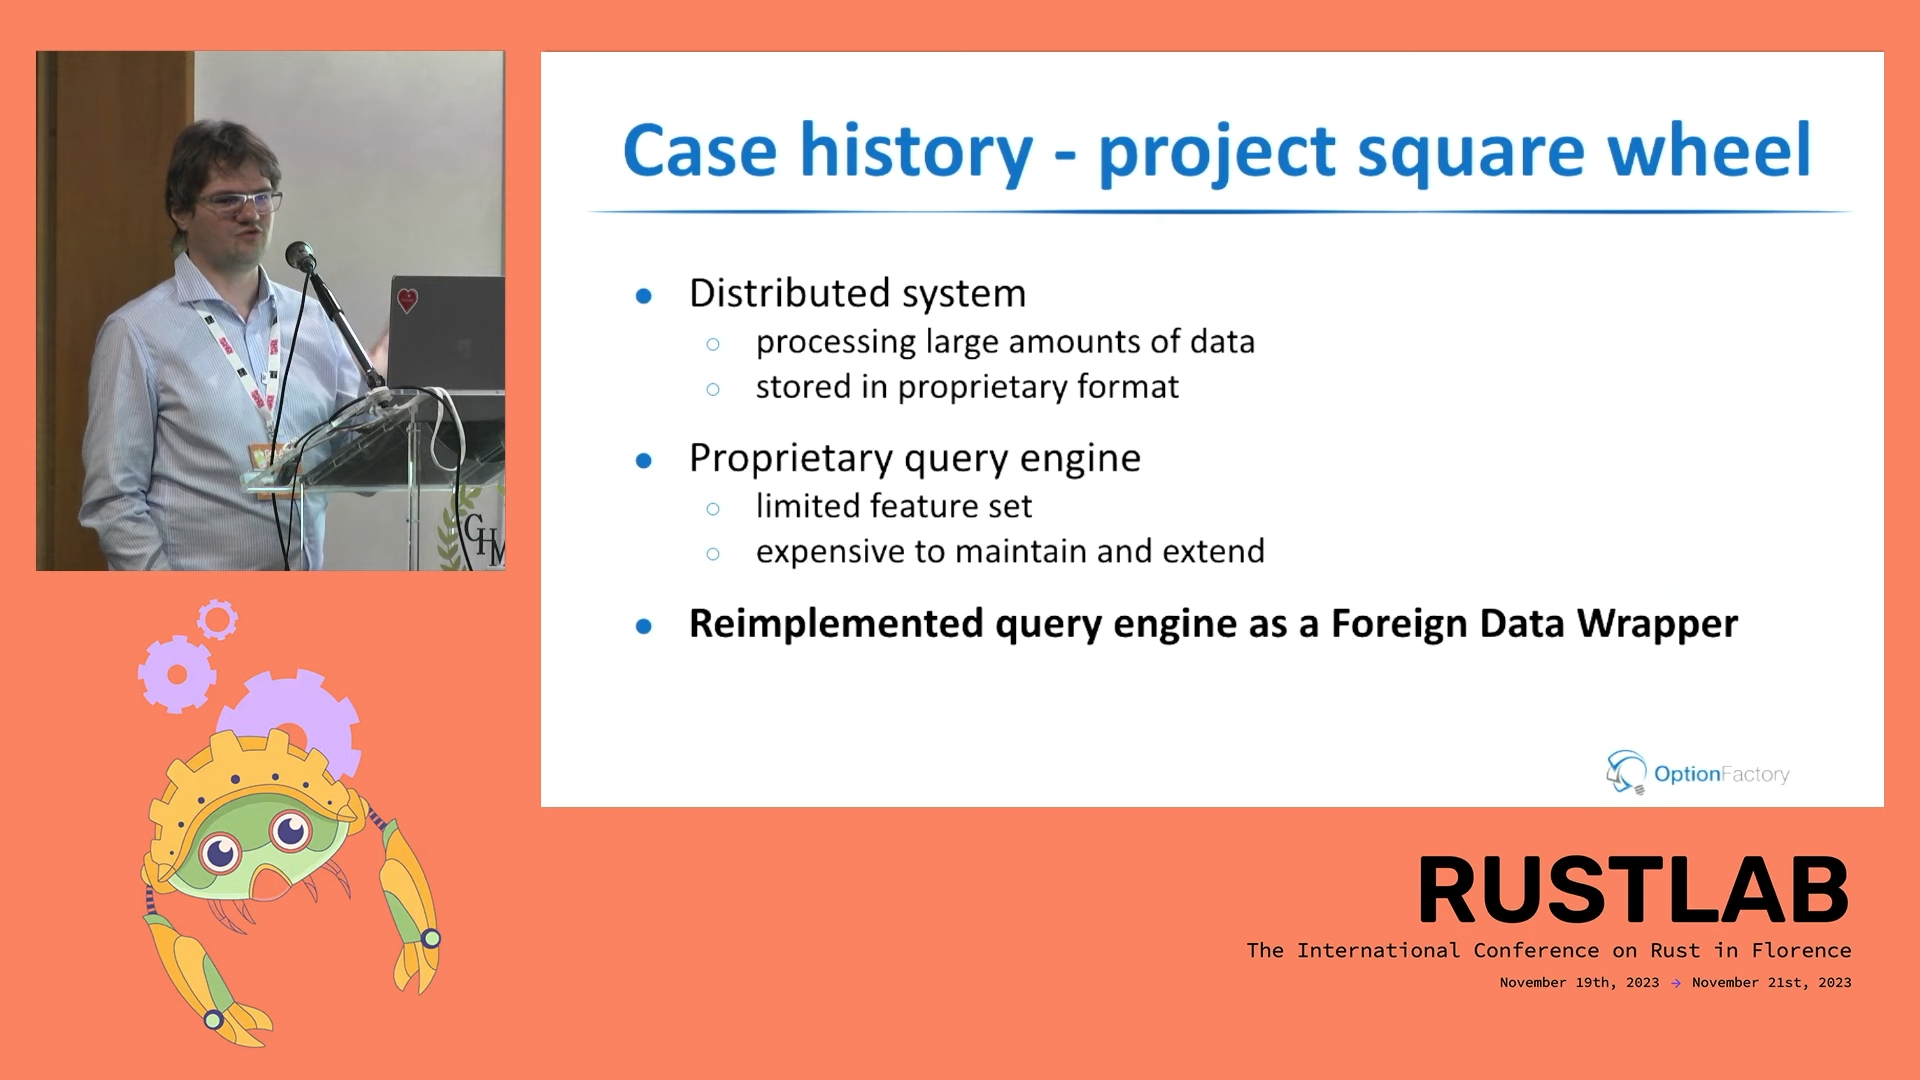 Case history - project square wheel
Distributed system
processing large amounts of data
stored in proprietary format
Proprietary query engine
limited feature set
expensive to maintain and extend
Reimplemented query engine as a Foreign Data Wrapper
OptionFactory
RUSTLAB
The International Conference on Rust in Florence
November 19th, 2023 → November 21st, 2023